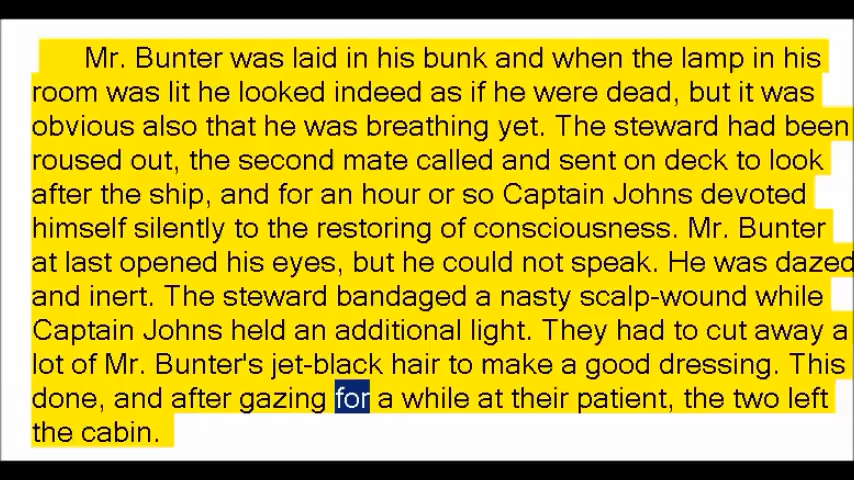 Mr. Bunter was laid in his bunk and when the lamp in his
room was lit he looked indeed as if he were dead, but it was
obvious also that he was breathing yet. The steward had been
roused out, the second mate called and sent on deck to look
after the ship, and for an hour or so Captain Johns devoted
himself silently to the restoring of consciousness. Mr. Bunter
at last opened his eyes, but he could not speak. He was dazed
and inert. The steward bandaged a nasty scalp-wound while
Captain Johns held an additional light. They had to cut away a
lot of Mr. Bunter's jet-black hair to make a good dressing. This
done, and after gazing for a while at their patient, the two left
the cabin.